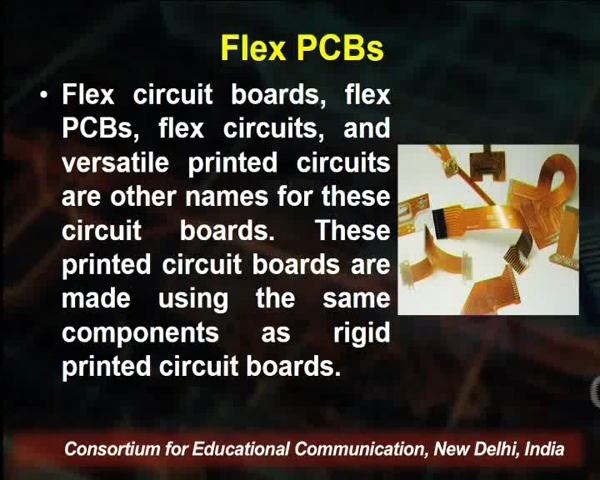 Flex PCBs
• Flex circuit boards, flex
PCBs, flex circuits, and
versatile printed circuits
are other names for these
circuit boards. These
printed circuit boards are
made using the same
components as rigid
printed circuit boards.
Consortium for Educational Communication, New Delhi, India